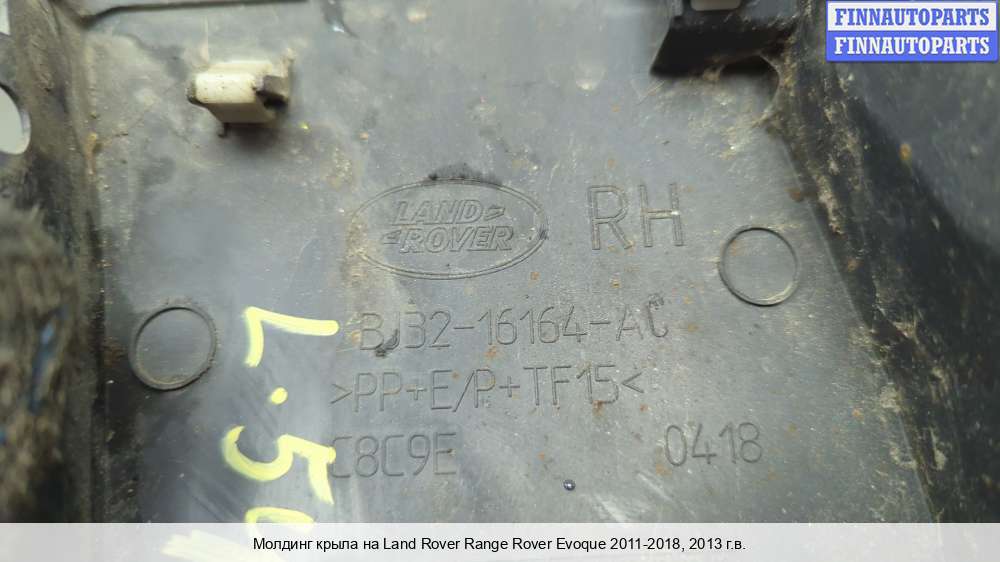 FINNAUTOPARTS
FINNAUTOPARTS
LAND
ROVER
RH
BJ32-16164-AC
>PP+E/P+TF15<
C8C9E 0418
Молдинг крыла на Land Rover Range Rover Evoque 2011-2018, 2013 г.в.